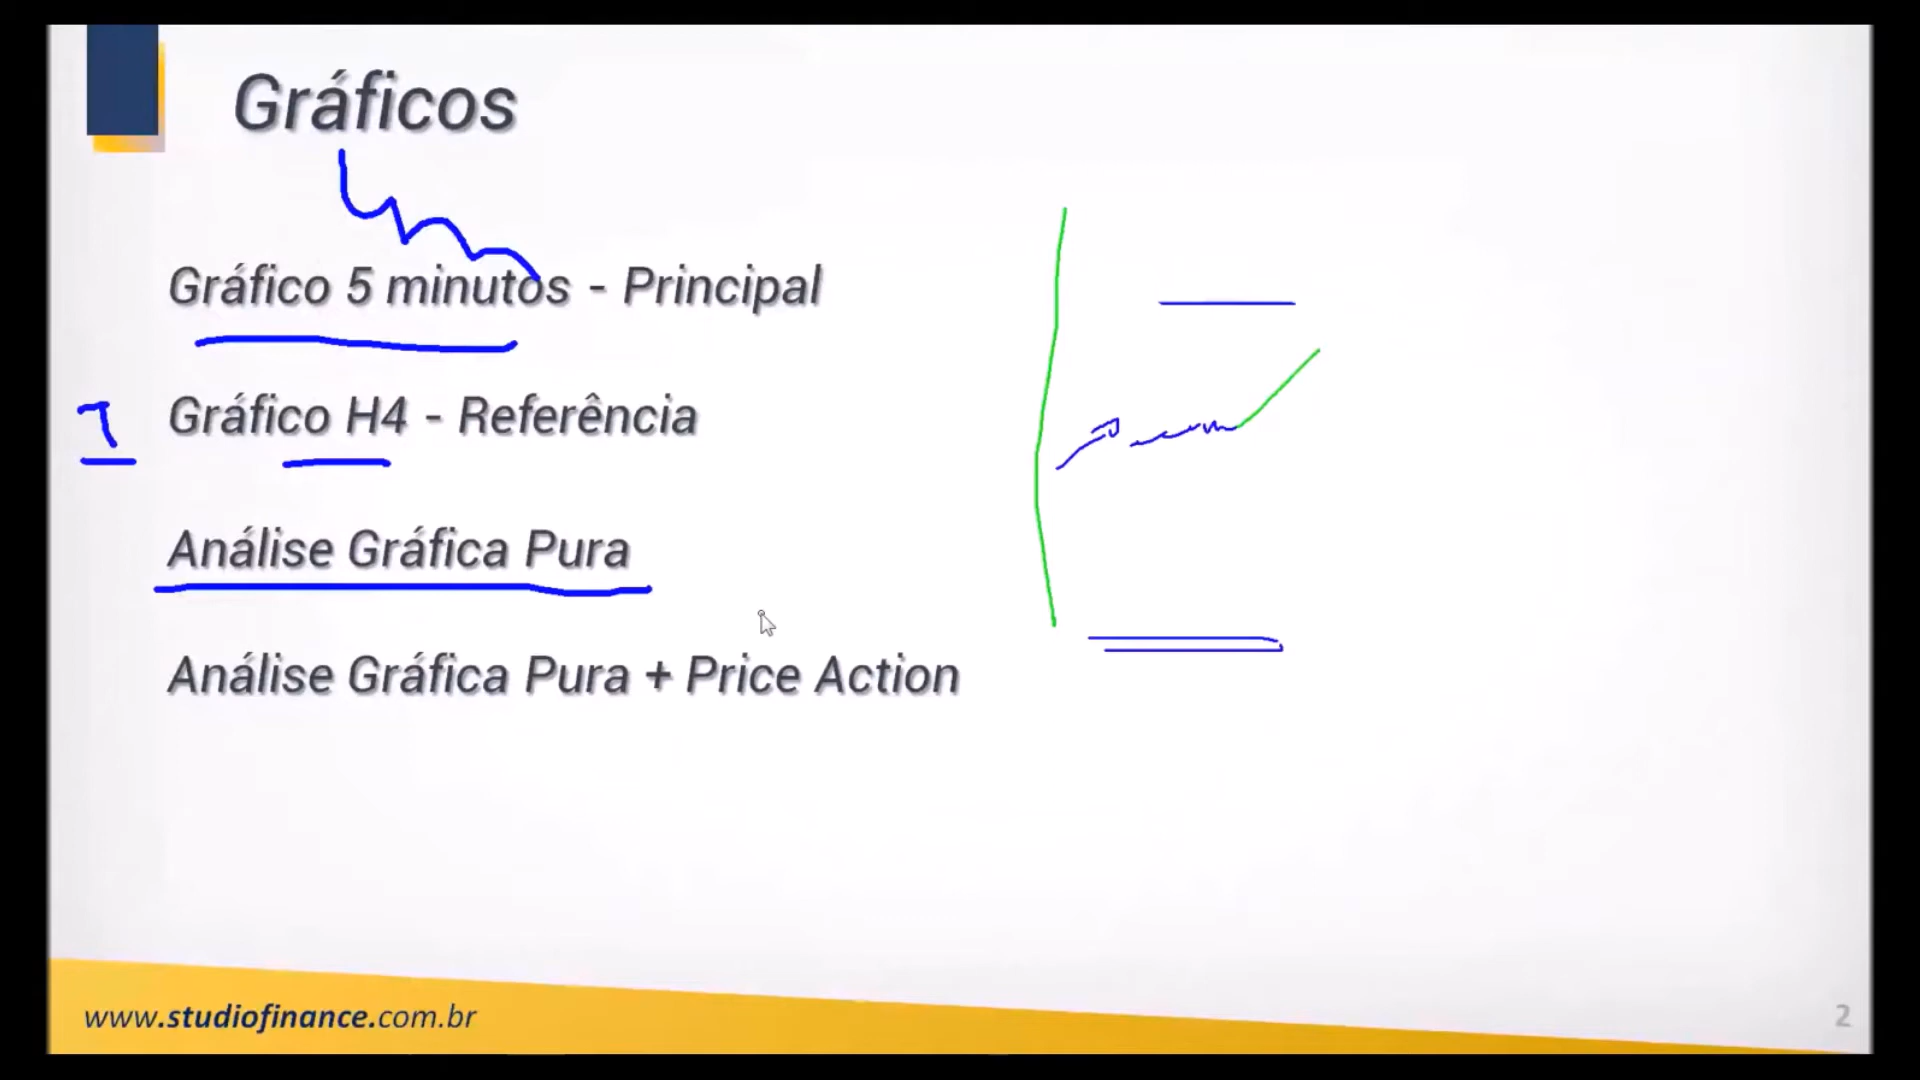 Gráficos
Gráfico 5 minutos - Principal
Gráfico H4 - Referência
Análise Gráfica Pura
Análise Gráfica Pura + Price Action
www.studiofinance.com.br
2